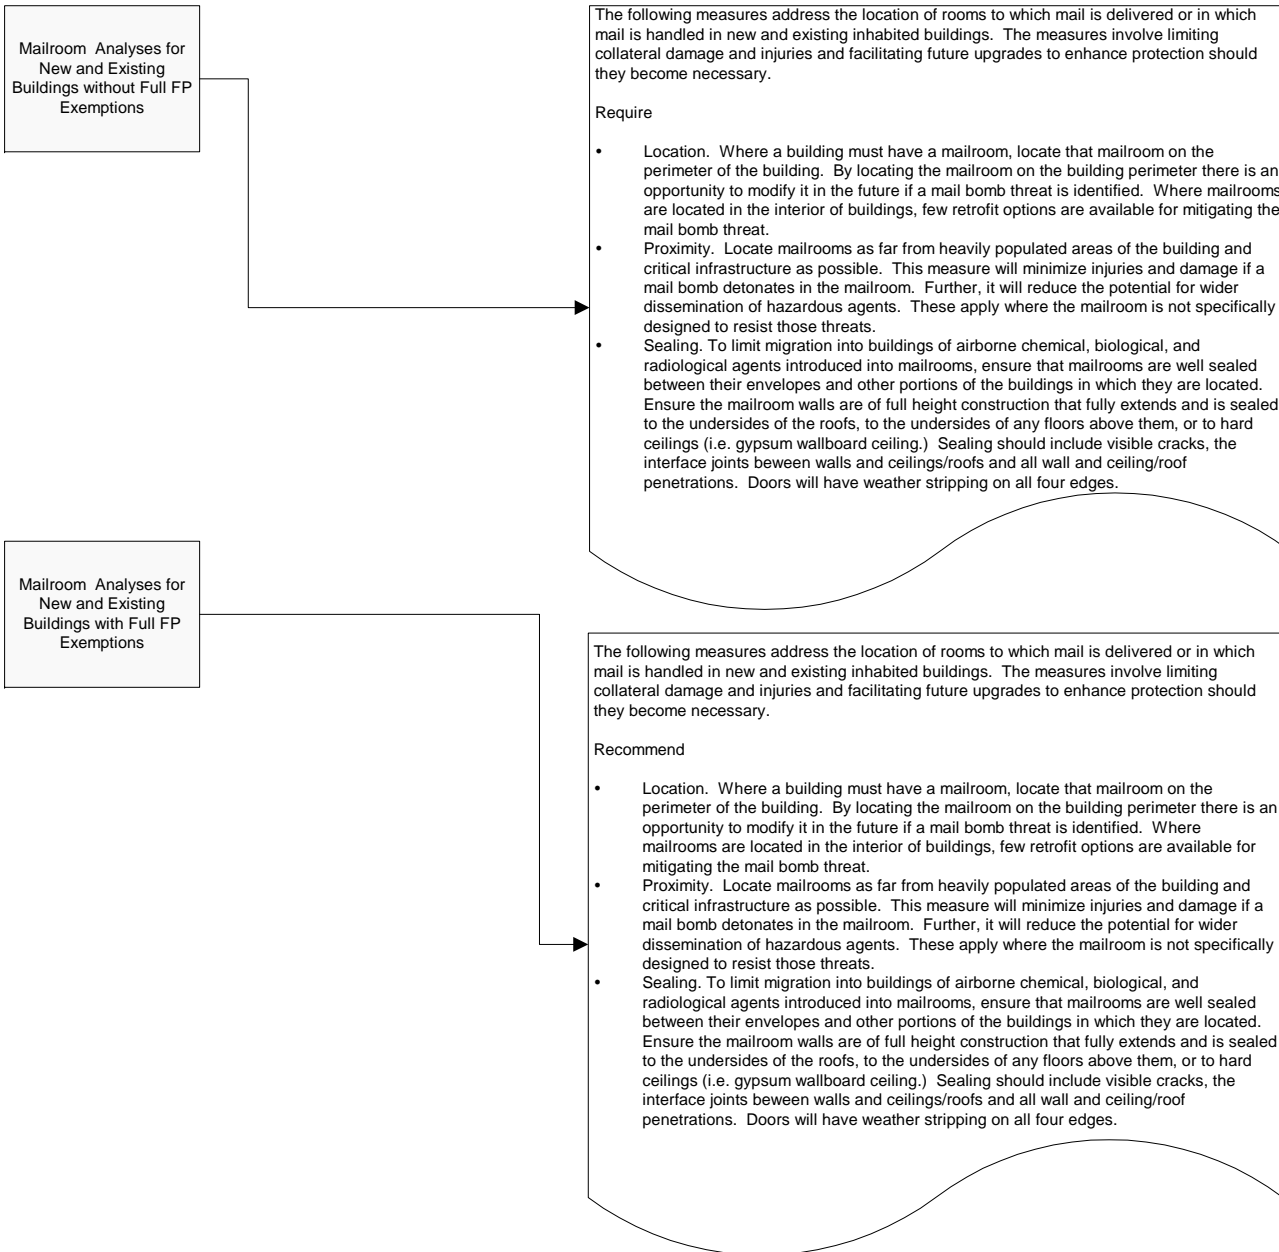 Mailroom Analyses for
New and Existing
Buildings without Full FP
Exemptions
The following measures address the location of rooms to which mail is delivered or in which
mail is handled in new and existing inhabited buildings. The measures involve limiting
collateral damage and injuries and facilitating future upgrades to enhance protection should
they become necessary.
Require
• Location. Where a building must have a mailroom, locate that mailroom on the
perimeter of the building. By locating the mailroom on the building perimeter there is an
opportunity to modify it in the future if a mail bomb threat is identified. Where mailrooms
are located in the interior of buildings, few retrofit options are available for mitigating the
mail bomb threat.
• Proximity. Locate mailrooms as far from heavily populated areas of the building and
critical infrastructure as possible. This measure will minimize injuries and damage if a
mail bomb detonates in the mailroom. Further, it will reduce the potential for wider
dissemination of hazardous agents. These apply where the mailroom is not specifically
designed to resist those threats.
• Sealing. To limit migration into buildings of airborne chemical, biological, and
radiological agents introduced into mailrooms, ensure that mailrooms are well sealed
between their envelopes and other portions of the buildings in which they are located.
Ensure the mailroom walls are of full height construction that fully extends and is sealed
to the undersides of the roofs, to the undersides of any floors above them, or to hard
ceilings (i.e. gypsum wallboard ceiling.) Sealing should include visible cracks, the
interface joints beween walls and ceilings/roofs and all wall and ceiling/roof
penetrations. Doors will have weather stripping on all four edges.
Mailroom Analyses for
New and Existing
Buildings with Full FP
Exemptions
The following measures address the location of rooms to which mail is delivered or in which
mail is handled in new and existing inhabited buildings. The measures involve limiting
collateral damage and injuries and facilitating future upgrades to enhance protection should
they become necessary.
Recommend
• Location. Where a building must have a mailroom, locate that mailroom on the
perimeter of the building. By locating the mailroom on the building perimeter there is an
opportunity to modify it in the future if a mail bomb threat is identified. Where
mailrooms are located in the interior of buildings, few retrofit options are available for
mitigating the mail bomb threat.
• Proximity. Locate mailrooms as far from heavily populated areas of the building and
critical infrastructure as possible. This measure will minimize injuries and damage if a
mail bomb detonates in the mailroom. Further, it will reduce the potential for wider
dissemination of hazardous agents. These apply where the mailroom is not specifically
designed to resist those threats.
• Sealing. To limit migration into buildings of airborne chemical, biological, and
radiological agents introduced into mailrooms, ensure that mailrooms are well sealed
between their envelopes and other portions of the buildings in which they are located.
Ensure the mailroom walls are of full height construction that fully extends and is sealed
to the undersides of the roofs, to the undersides of any floors above them, or to hard
ceilings (i.e. gypsum wallboard ceiling.) Sealing should include visible cracks, the
interface joints beween walls and ceilings/roofs and all wall and ceiling/roof
penetrations. Doors will have weather stripping on all four edges.